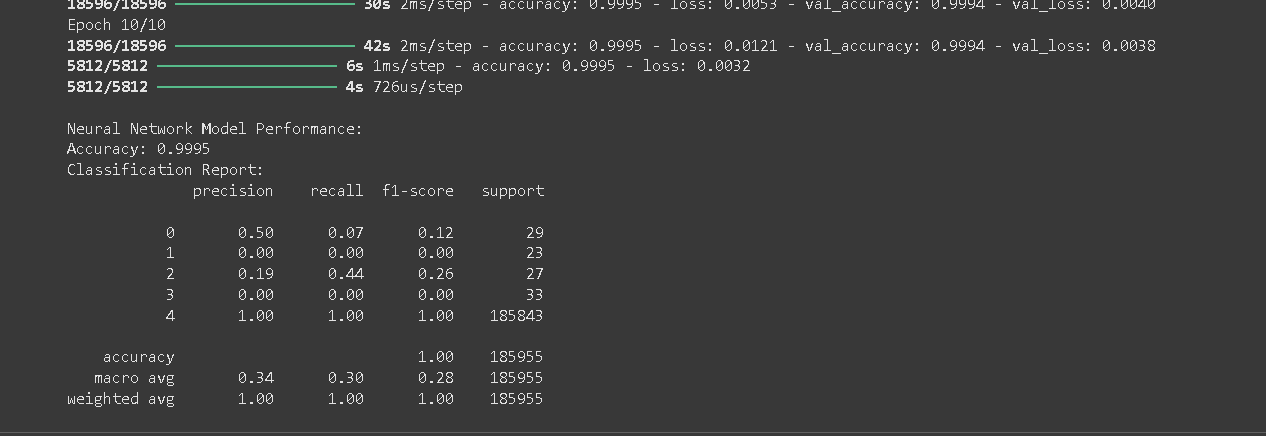 18596/18596 30s 2ms/step - accuracy: 0.9995 - loss: 0.0053 - val_accuracy: 0.9994 - val_loss: 0.0040
Epoch 10/10
18596/18596 42s 2ms/step - accuracy: 0.9995 - loss: 0.0121 - val_accuracy: 0.9994 - val_loss: 0.0038
5812/5812 6s 1ms/step - accuracy: 0.9995 - loss: 0.0032
5812/5812 4s 726us/step
Neural Network Model Performance:
Accuracy: 0.9995
Classification Report:
precision recall f1-score support
0 0.50 0.07 0.12 29
1 0.00 0.00 0.00 23
2 0.19 0.44 0.26 27
3 0.00 0.00 0.00 33
4 1.00 1.00 1.00 185843
accuracy 1.00 185955
macro avg 0.34 0.30 0.28 185955
weighted avg 1.00 1.00 1.00 185955